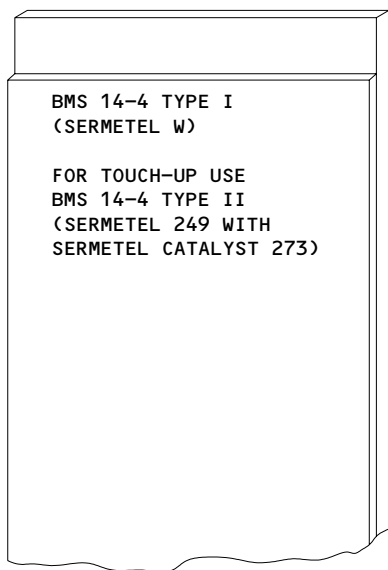 BMS 14-4 TYPE I
(SERMETEL W)
FOR TOUCH-UP USE
BMS 14-4 TYPE II
(SERMETEL 249 WITH
SERMETEL CATALYST 273)